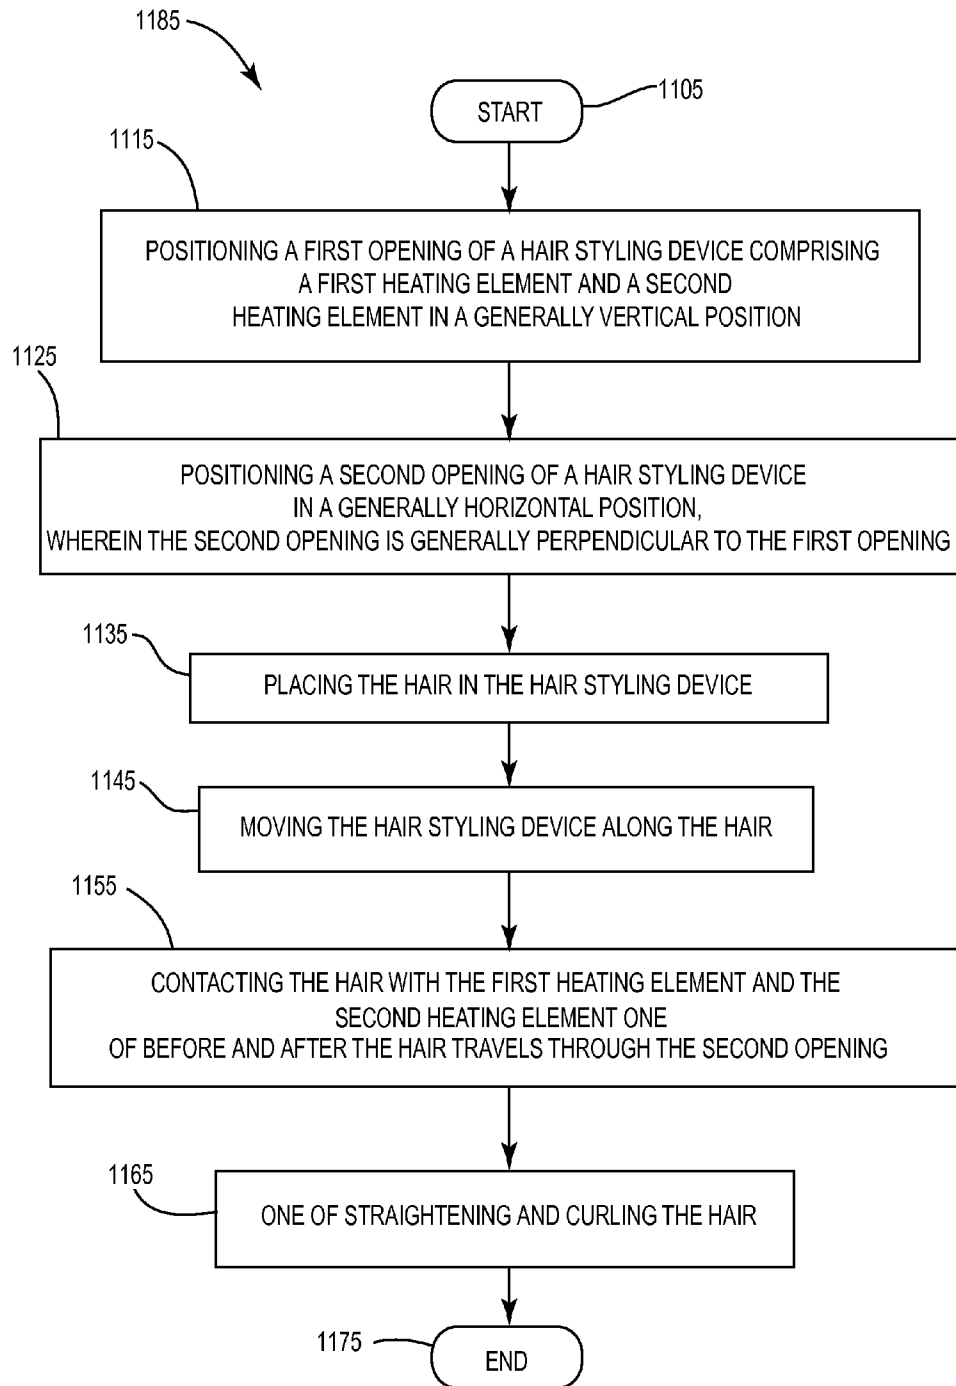 1185
START
1105
1115
POSITIONING A FIRST OPENING OF A HAIR STYLING DEVICE COMPRISING
A FIRST HEATING ELEMENT AND A SECOND
HEATING ELEMENT IN A GENERALLY VERTICAL POSITION
1125
POSITIONING A SECOND OPENING OF A HAIR STYLING DEVICE
IN A GENERALLY HORIZONTAL POSITION,
WHEREIN THE SECOND OPENING IS GENERALLY PERPENDICULAR TO THE FIRST OPENING
1135
PLACING THE HAIR IN THE HAIR STYLING DEVICE
1145
MOVING THE HAIR STYLING DEVICE ALONG THE HAIR
1155
CONTACTING THE HAIR WITH THE FIRST HEATING ELEMENT AND THE
SECOND HEATING ELEMENT ONE
OF BEFORE AND AFTER THE HAIR TRAVELS THROUGH THE SECOND OPENING
1165
ONE OF STRAIGHTENING AND CURLING THE HAIR
1175
END